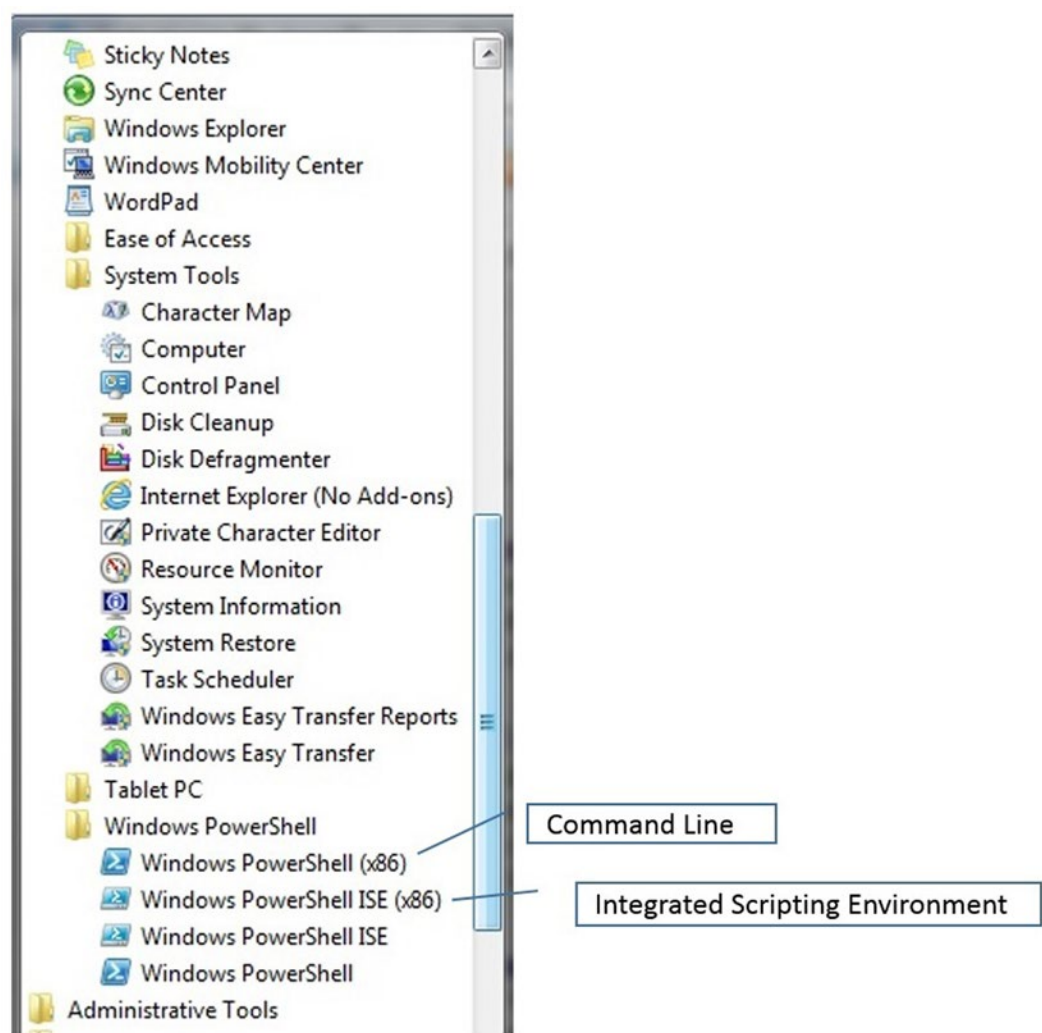 Sticky Notes
Sync Center
Windows Explorer
Windows Mobility Center
WordPad
Ease of Access
System Tools
Character Map
Computer
Control Panel
Disk Cleanup
Disk Defragmenter
Internet Explorer (No Add-ons)
Private Character Editor
Resource Monitor
System Information
System Restore
Task Scheduler
Windows Easy Transfer Reports
Windows Easy Transfer
Tablet PC
Windows PowerShell
Command Line
Windows PowerShell (x86)
Windows PowerShell ISE (x86)
Integrated Scripting Environment
Windows PowerShell ISE
Windows PowerShell
Administrative Tools